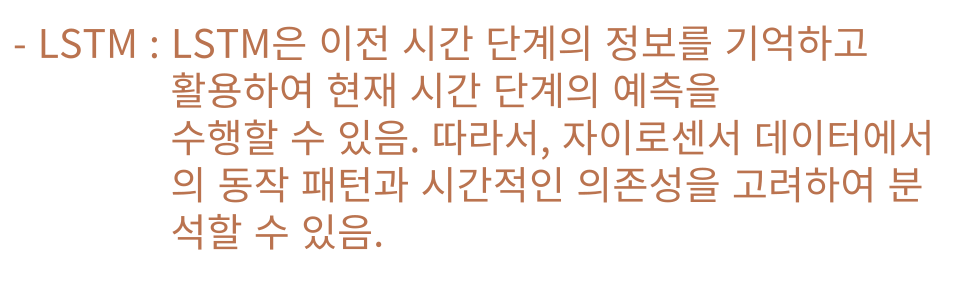 - LSTM : LSTM은 이전 시간 단계의 정보를 기억하고
활용하여 현재 시간 단계의 예측을
수행할 수 있음. 따라서, 자이로센서 데이터에서
의 동작 패턴과 시간적인 의존성을 고려하여 분
석할 수 있음.